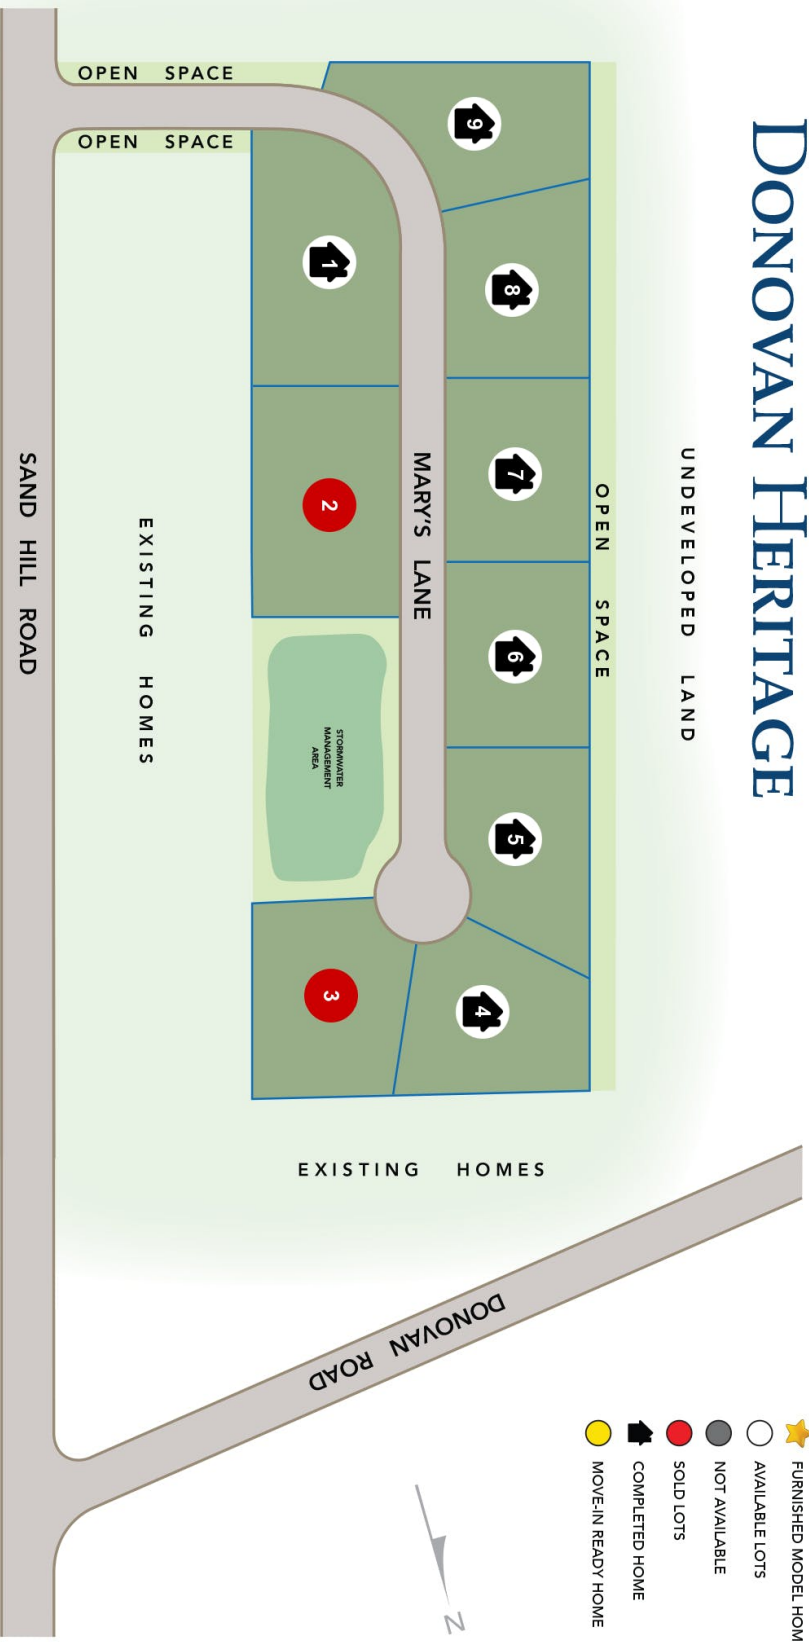 DONOVAN HERITAGE
UNDEVELOPED LAND
OPEN SPACE
OPEN SPACE
OPEN SPACE
9
8
7
6
5
4
1
2
3
MARY'S LANE
STORMWATER
MANAGEMENT
AREA
EXISTING HOMES
EXISTING HOMES
SAND HILL ROAD
DONOVAN ROAD
FURNISHED MODEL HOM
AVAILABLE LOTS
NOT AVAILABLE
SOLD LOTS
COMPLETED HOME
MOVE-IN READY HOME
N